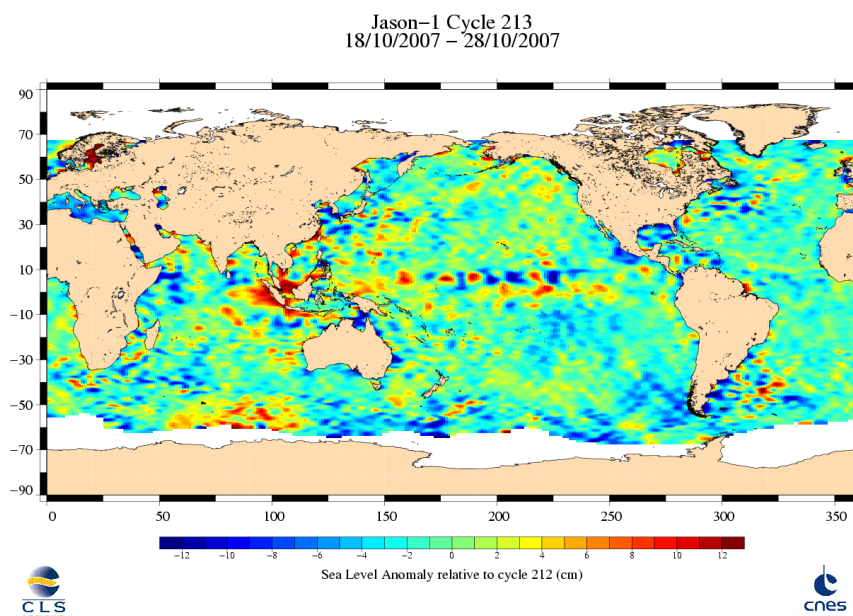 Jason-1 Cycle 213
18/10/2007 - 28/10/2007
90
70
50
30
10
-10
-30
-50
-70
-90
0 50 100 150 200 250 300 350
-12 -10 -8 -6 -4 -2 0 2 4 6 8 10 12
Sea Level Anomaly relative to cycle 212 (cm)
CLS
cnes